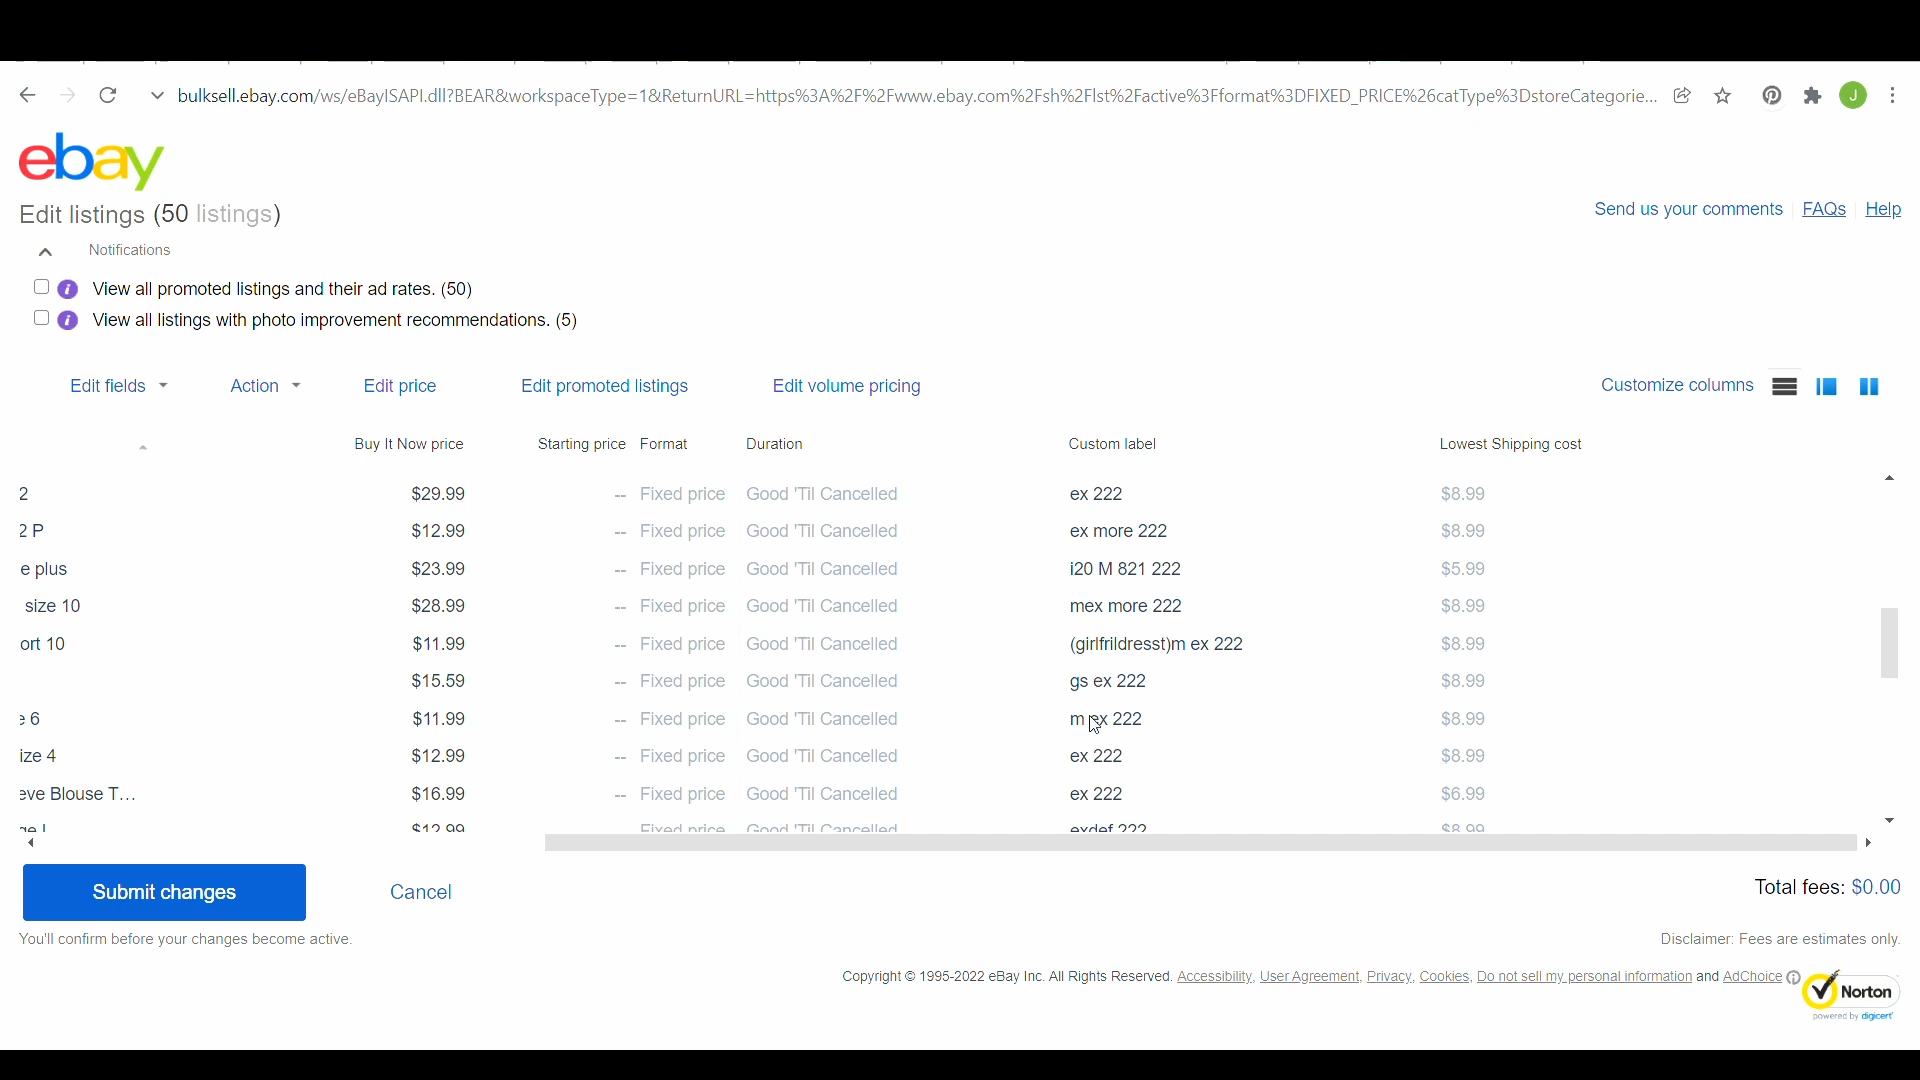 bulksell.ebay.com/ws/eBayISAPI.dll?BEAR&workspaceType=1&ReturnURL=https%3A%2F%2Fwww.ebay.com%2Fsh%2Flst%2Factive%3Fformat%3DFIXED_PRICE%26catType%3DstoreCategorie... J
ebay
Edit listings (50 listings)
Send us your comments FAQs Help
Notifications
View all promoted listings and their ad rates. (50)
View all listings with photo improvement recommendations. (5)
Edit fields Action Edit price Edit promoted listings Edit volume pricing Customize columns
Buy It Now price Starting price Format Duration Custom label Lowest Shipping cost
2 $29.99 -- Fixed price Good 'Til Cancelled ex 222 $8.99
2 P $12.99 -- Fixed price Good 'Til Cancelled ex more 222 $8.99
e plus $23.99 -- Fixed price Good 'Til Cancelled i20 M 821 222 $5.99
size 10 $28.99 -- Fixed price Good 'Til Cancelled mex more 222 $8.99
ort 10 $11.99 -- Fixed price Good 'Til Cancelled (girlfrildresst)m ex 222 $8.99
$15.59 -- Fixed price Good 'Til Cancelled gs ex 222 $8.99
e 6 $11.99 -- Fixed price Good 'Til Cancelled m ex 222 $8.99
ize 4 $12.99 -- Fixed price Good 'Til Cancelled ex 222 $8.99
eve Blouse T... $16.99 -- Fixed price Good 'Til Cancelled ex 222 $6.99
ge L $12.99 Fixed price Good 'Til Cancelled exdef 222 $8.99
Submit changes Cancel Total fees: $0.00
You'll confirm before your changes become active. Disclaimer: Fees are estimates only.
Copyright © 1995-2022 eBay Inc. All Rights Reserved. Accessibility, User Agreement, Privacy, Cookies, Do not sell my personal information and AdChoice
Norton
powered by digicert